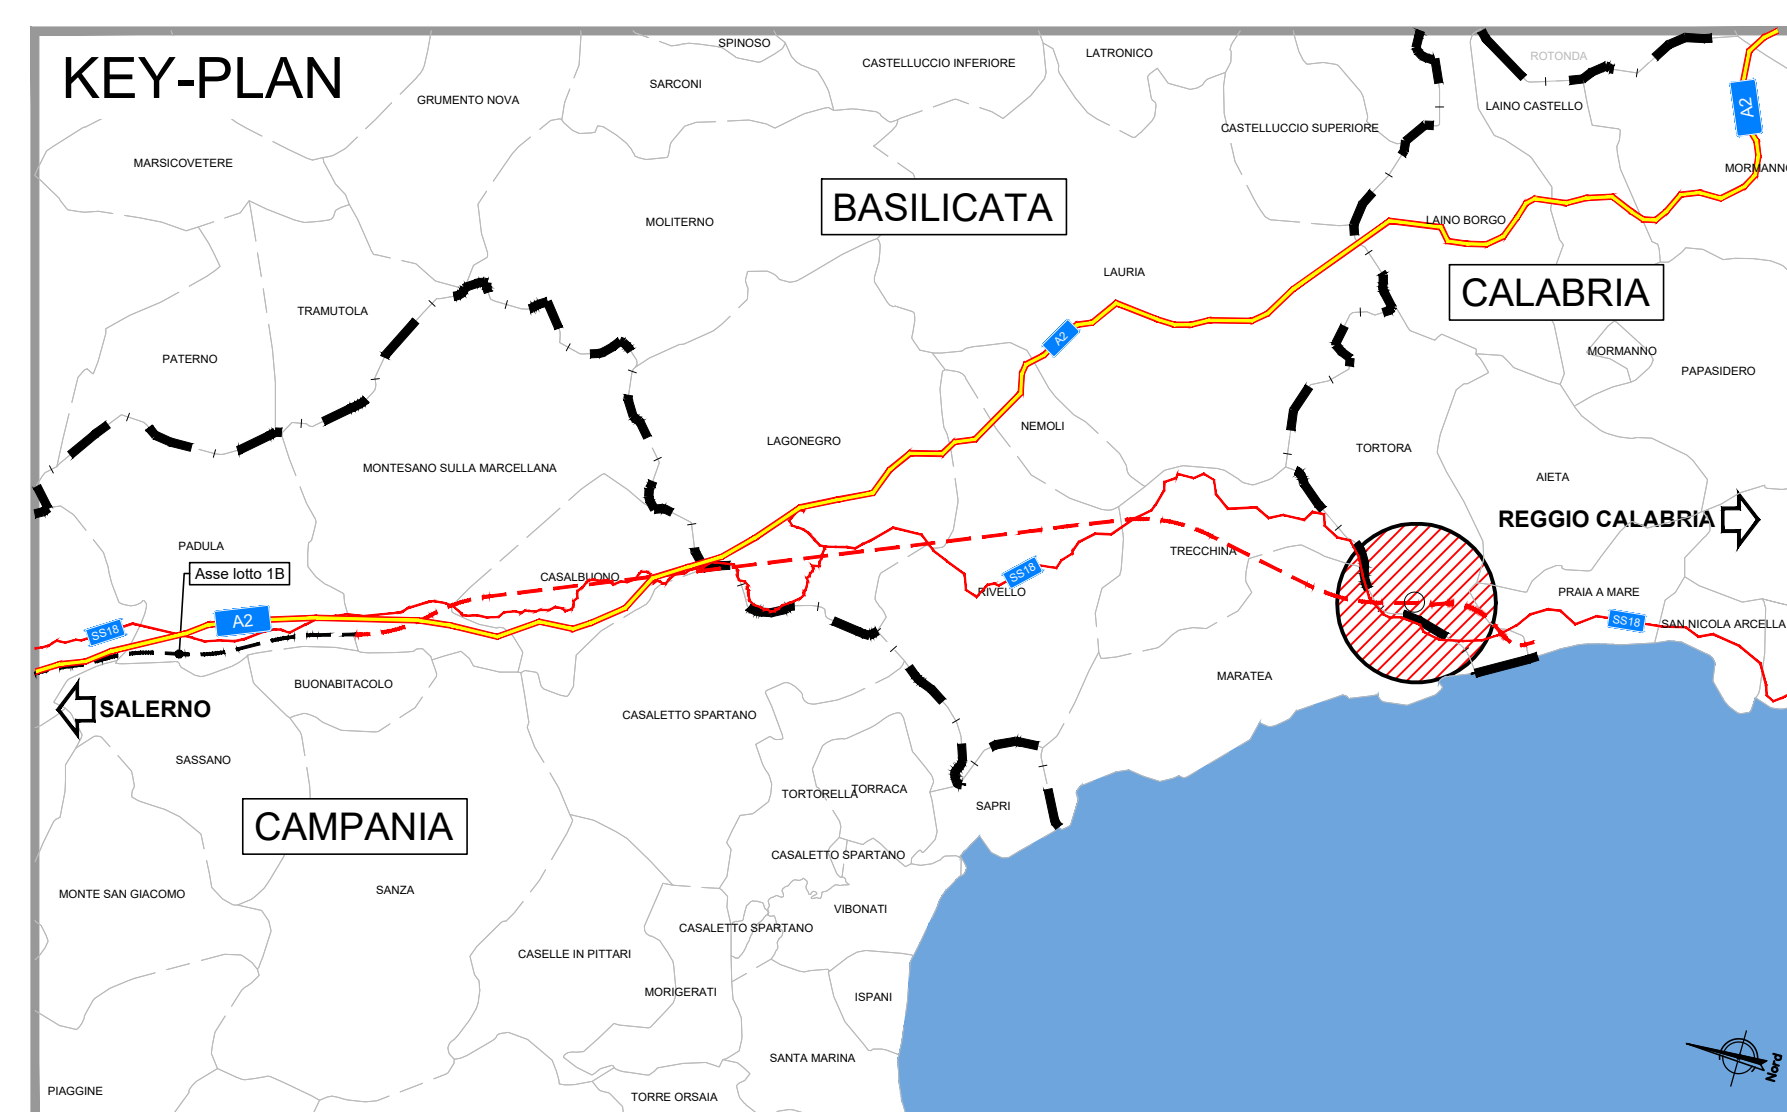 KEY-PLAN
SPINOSO
LATRONICO
ROTONDA
CASTELLUCCIO INFERIORE
SARCONI
GRUMENTO NOVA
LAINO CASTELLO
A2
CASTELLUCCIO SUPERIORE
MARSICOVETERE
MORMANNO
BASILICATA
MOLITERNO
LAINO BORGO
LAURIA
CALABRIA
TRAMUTOLA
A2
PATERNO
MORMANNO
PAPASIDERO
NEMOLI
LAGONEGRO
TORTORA
MONTESANO SULLA MARCELLANA
AIETA
REGGIO CALABRIA
PADULA
TRECCHINA
Asse lotto 1B
CASALBUONO
SS18
RIVELLO
PRAIA A MARE
A2
SS18
SS18
SAN NICOLA ARCELLA
BUONABITACOLO
MARATEA
SALERNO
CASALETTO SPARTANO
SASSANO
TORTORELLA
TORRACA
SAPRI
CAMPANIA
CASALETTO SPARTANO
MONTE SAN GIACOMO
SANZA
VIBONATI
CASALETTO SPARTANO
CASELLE IN PITTARI
MORIGERATI
ISPANI
SANTA MARINA
Nord
PIAGGINE
TORRE ORSAIA